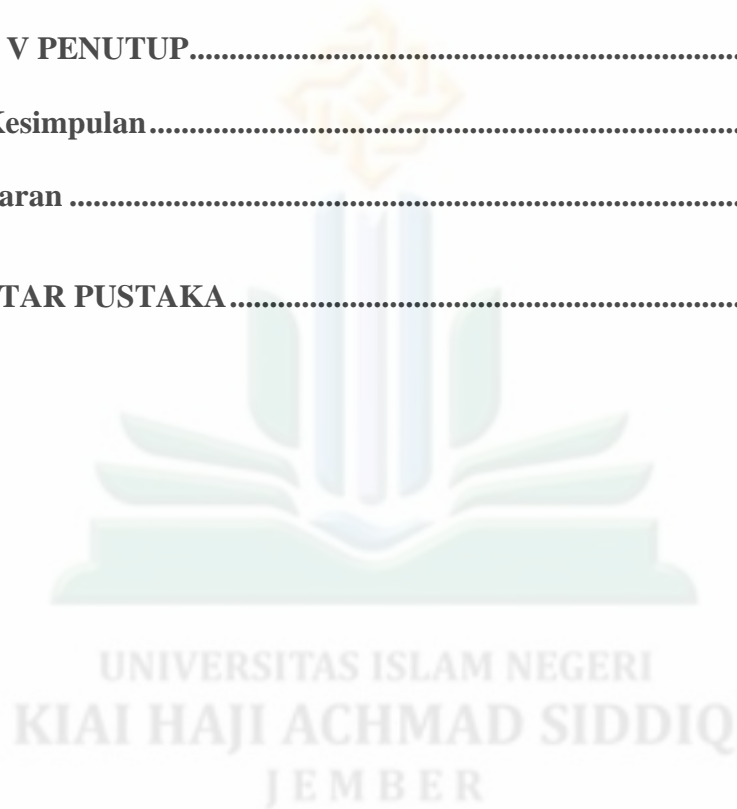 V PENUTUP......................................................................
Kesimpulan..........................................................................
aran ....................................................................................
TAR PUSTAKA................................................................
UNIVERSITAS ISLAM NEGERI
KIAI HAJI ACHMAD SIDDIQ
JEMBER